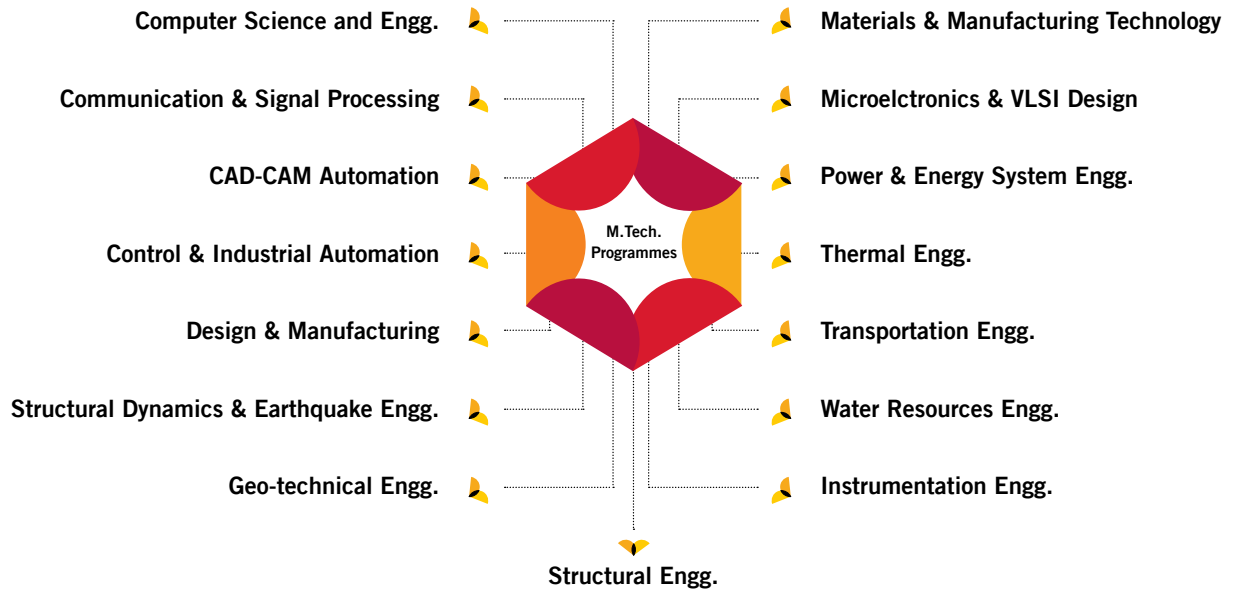 Computer Science and Engg.
Materials & Manufacturing Technology
Communication & Signal Processing
Microelctronics & VLSI Design
CAD-CAM Automation
Power & Energy System Engg.
M.Tech.
Programmes
Control & Industrial Automation
Thermal Engg.
Design & Manufacturing
Transportation Engg.
Structural Dynamics & Earthquake Engg.
Water Resources Engg.
Geo-technical Engg.
Instrumentation Engg.
Structural Engg.